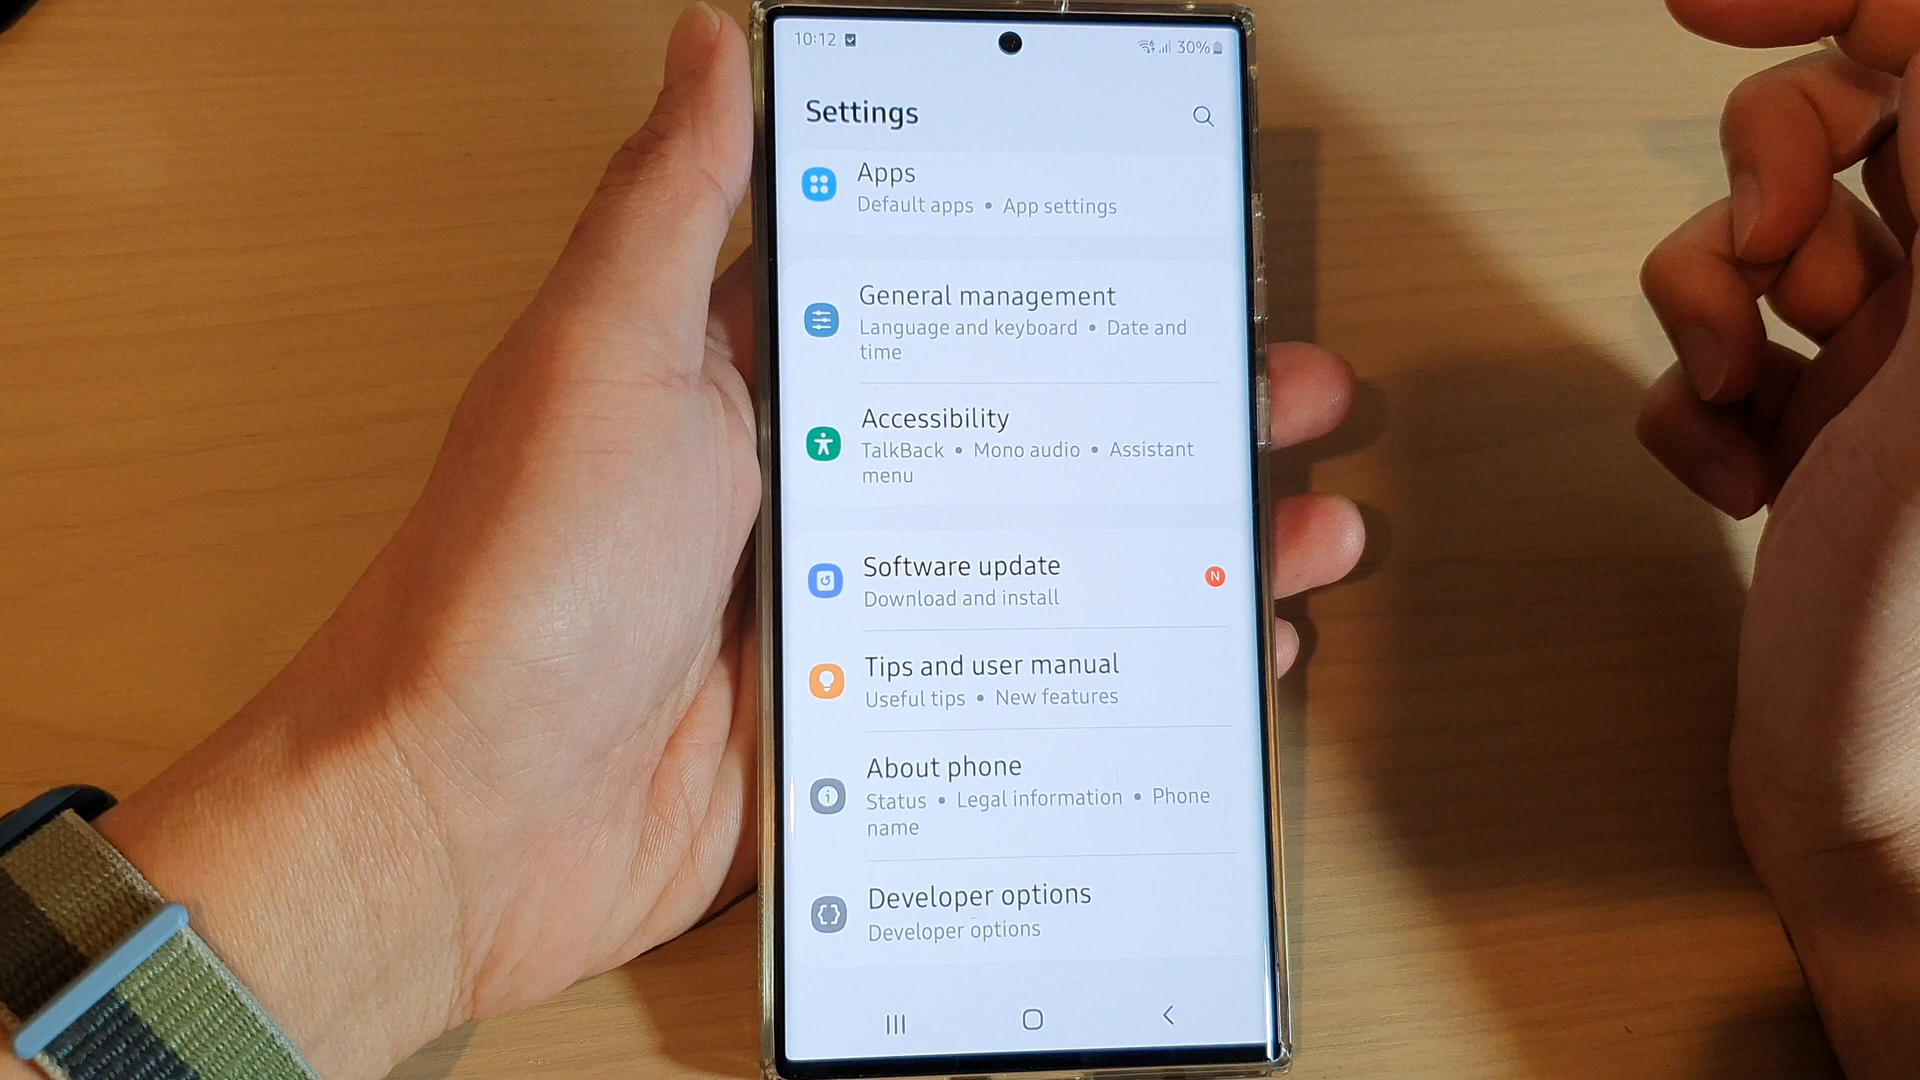 10:12
30%
Settings
Apps
Default apps • App settings
General management
Language and keyboard • Date and
time
Accessibility
TalkBack • Mono audio • Assistant
menu
Software update
N
Download and install
Tips and user manual
Useful tips • New features
About phone
Status • Legal information • Phone
name
Developer options
Developer options